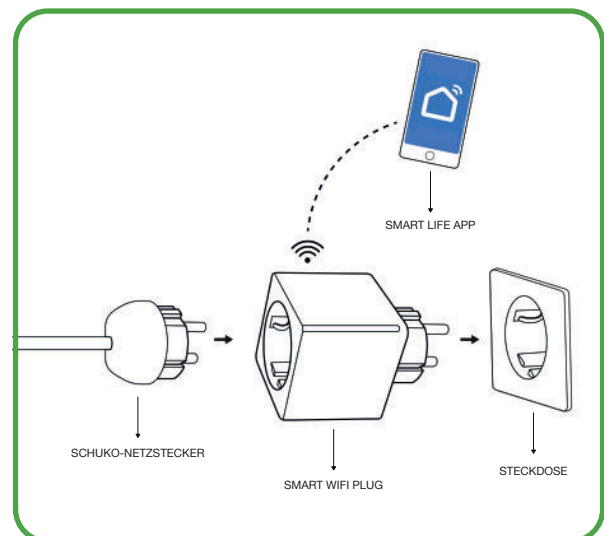 SMART LIFE APP
SCHUKO-NETZSTECKER
SMART WIFI PLUG
STECKDOSE